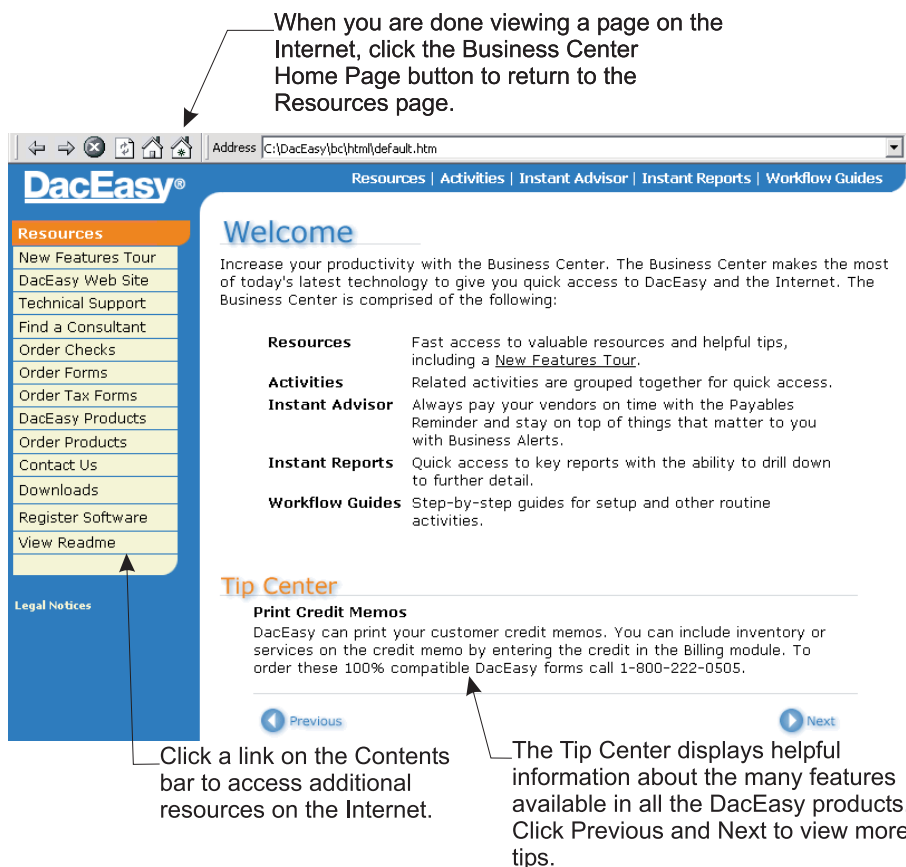 When you are done viewing a page on the
Internet, click the Business Center
Home Page button to return to the
Resources page.
Address C:\DacEasy\bc\html\default.htm
DacEasy®
Resources | Activities | Instant Advisor | Instant Reports | Workflow Guides
Resources
New Features Tour
DacEasy Web Site
Technical Support
Find a Consultant
Order Checks
Order Forms
Order Tax Forms
DacEasy Products
Order Products
Contact Us
Downloads
Register Software
View Readme
Legal Notices
Welcome
Increase your productivity with the Business Center. The Business Center makes the most
of today's latest technology to give you quick access to DacEasy and the Internet. The
Business Center is comprised of the following:
Resources Fast access to valuable resources and helpful tips,
including a New Features Tour.
Activities Related activities are grouped together for quick access.
Instant Advisor Always pay your vendors on time with the Payables
Reminder and stay on top of things that matter to you
with Business Alerts.
Instant Reports Quick access to key reports with the ability to drill down
to further detail.
Workflow Guides Step-by-step guides for setup and other routine
activities.
Tip Center
Print Credit Memos
DacEasy can print your customer credit memos. You can include inventory or
services on the credit memo by entering the credit in the Billing module. To
order these 100% compatible DacEasy forms call 1-800-222-0505.
Previous
Next
Click a link on the Contents
bar to access additional
resources on the Internet.
The Tip Center displays helpful
information about the many features
available in all the DacEasy products
Click Previous and Next to view more
tips.